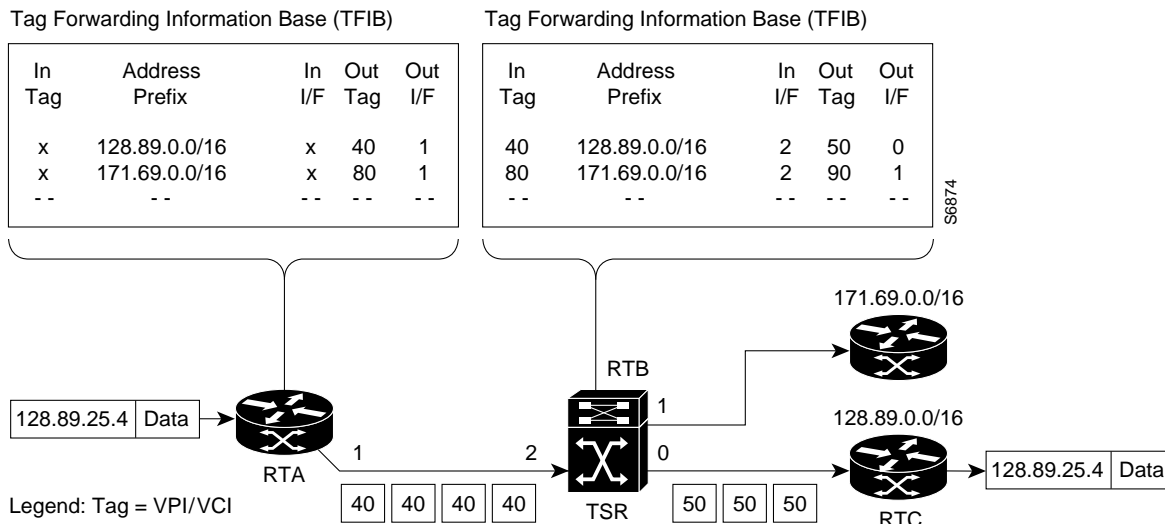 Tag Forwarding Information Base (TFIB)
In Tag Address Prefix In I/F Out Tag Out I/F
x 128.89.0.0/16 x 40 1
x 171.69.0.0/16 x 80 1
- - - - - - - - - -
Tag Forwarding Information Base (TFIB)
In Tag Address Prefix In I/F Out Tag Out I/F
40 128.89.0.0/16 2 50 0
80 171.69.0.0/16 2 90 1
- - - - - - - - - -
S6874
171.69.0.0/16
RTB
1
128.89.25.4 Data
128.89.0.0/16
1
2
0
RTA
128.89.25.4 Data
Legend: Tag = VPI/VCI
40 40 40 40
TSR
50 50 50
RTC